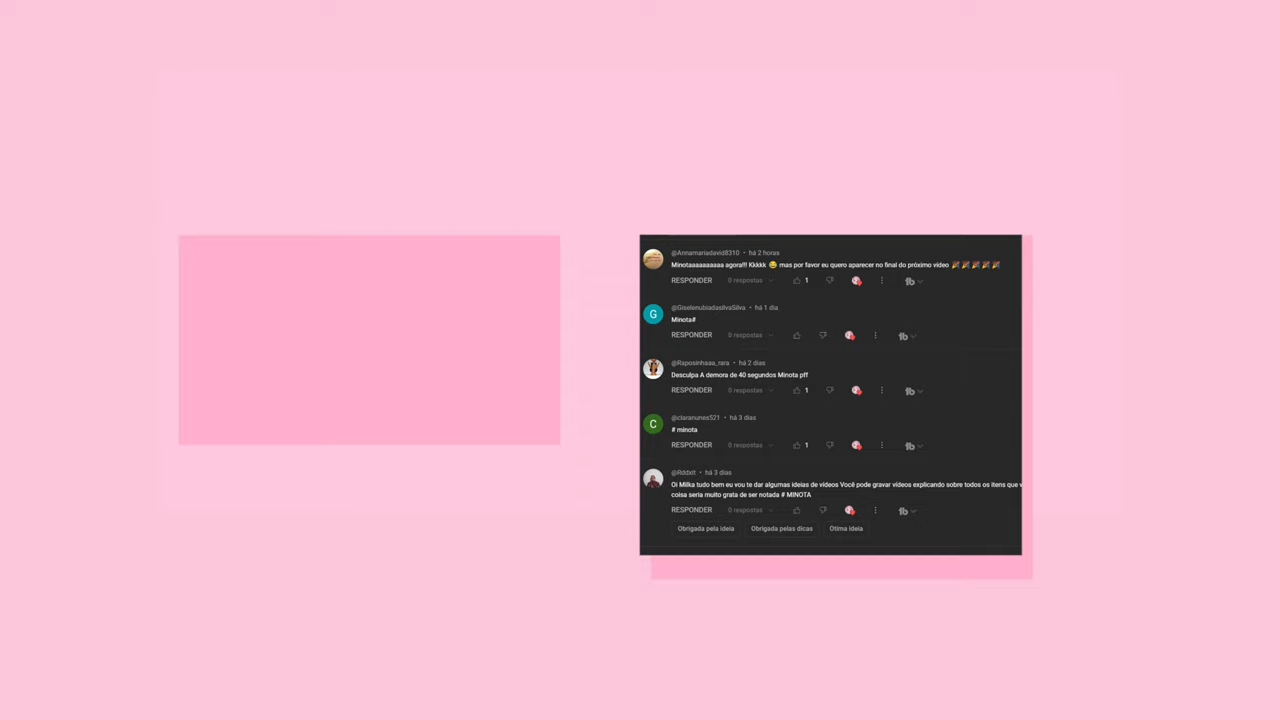 @Annamariadavid8310 • há 2 horas
Minotaaaaaaaaaa agora!!! Kkkkk 😂 mas por favor eu quero aparecer no final do próximo vídeo 🎉🎉🎉🎉🎉
RESPONDER 0 respostas 1
G
@GiselenubiadasilvaSilva • há 1 dia
Minota#
RESPONDER 0 respostas
@Raposinhaaa_rara • há 2 dias
Desculpa A demora de 40 segundos Minota pff
RESPONDER 0 respostas 1
C
@claranunes521 • há 3 dias
# minota
RESPONDER 0 respostas 1
@Rddxtt • há 3 dias
Oi Milka tudo bem eu vou te dar algumas ideias de vídeos Você pode gravar vídeos explicando sobre todos os itens que v
coisa seria muito grata de ser notada # MINOTA
RESPONDER 0 respostas
Obrigada pela ideia Obrigada pelas dicas Ótima ideia